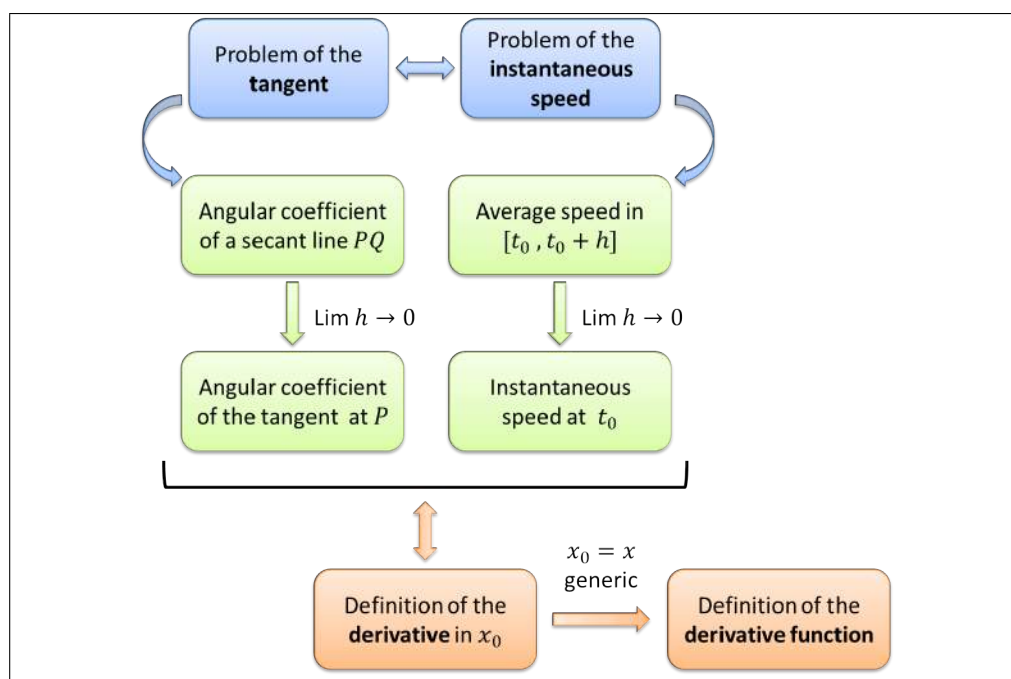 Problem of the
tangent
Problem of the
instantaneous
speed
Angular coefficient
of a secant line PQ
Average speed in
[t₀ , t₀ + h]
Lim h → 0
Lim h → 0
Angular coefficient
of the tangent at P
Instantaneous
speed at t₀
x₀ = x
generic
Definition of the
derivative in x₀
Definition of the
derivative function